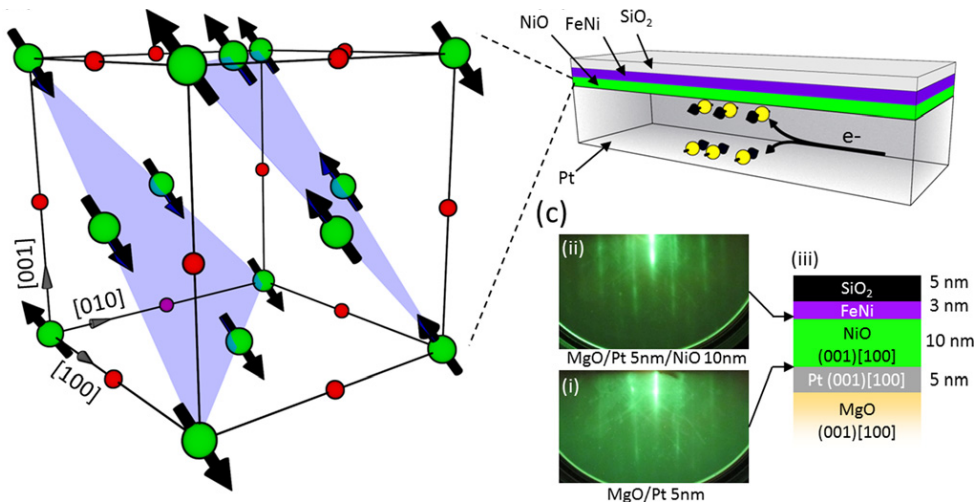 NiO
FeNi
SiO₂
e-
Pt
[001]
[010]
[100]
(c)
(ii)
MgO/Pt 5nm/NiO 10nm
(i)
MgO/Pt 5nm
(iii)
SiO₂
5 nm
FeNi
3 nm
NiO
(001)[100]
10 nm
Pt (001)[100]
5 nm
MgO
(001)[100]